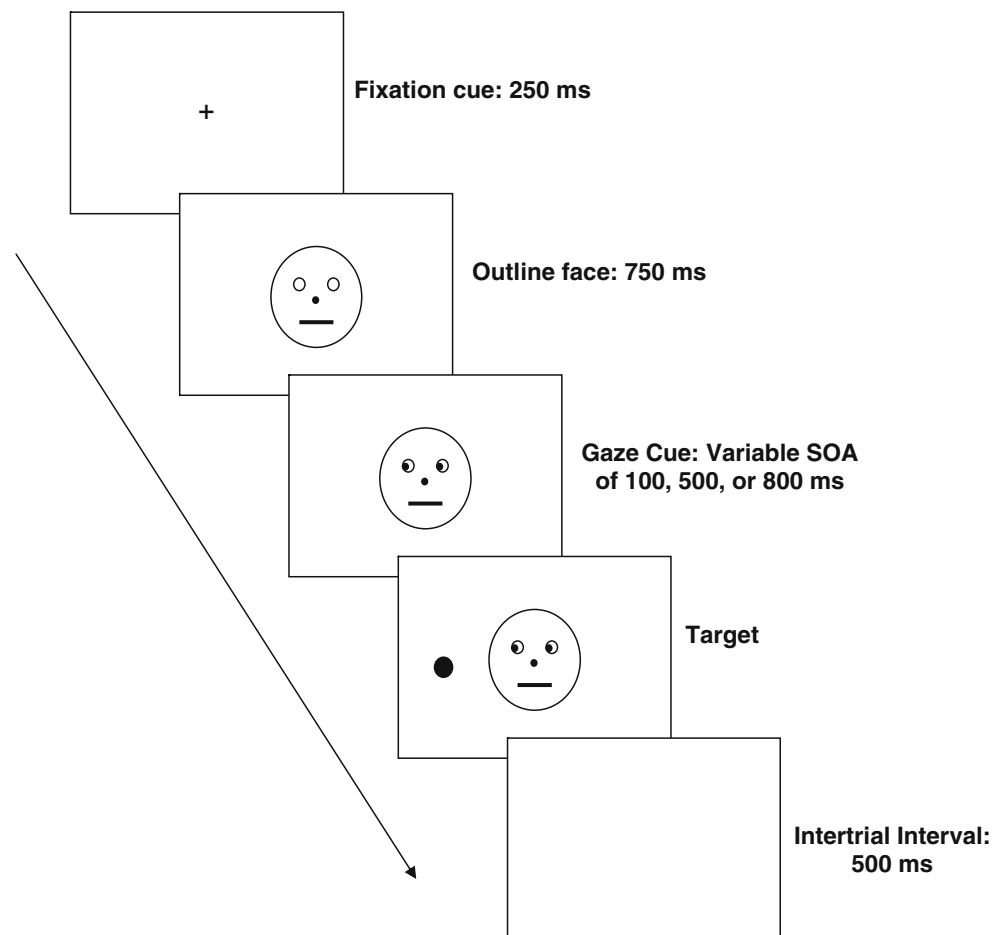 +
Fixation cue: 250 ms
Outline face: 750 ms
Gaze Cue: Variable SOA
of 100, 500, or 800 ms
Target
Intertrial Interval:
500 ms